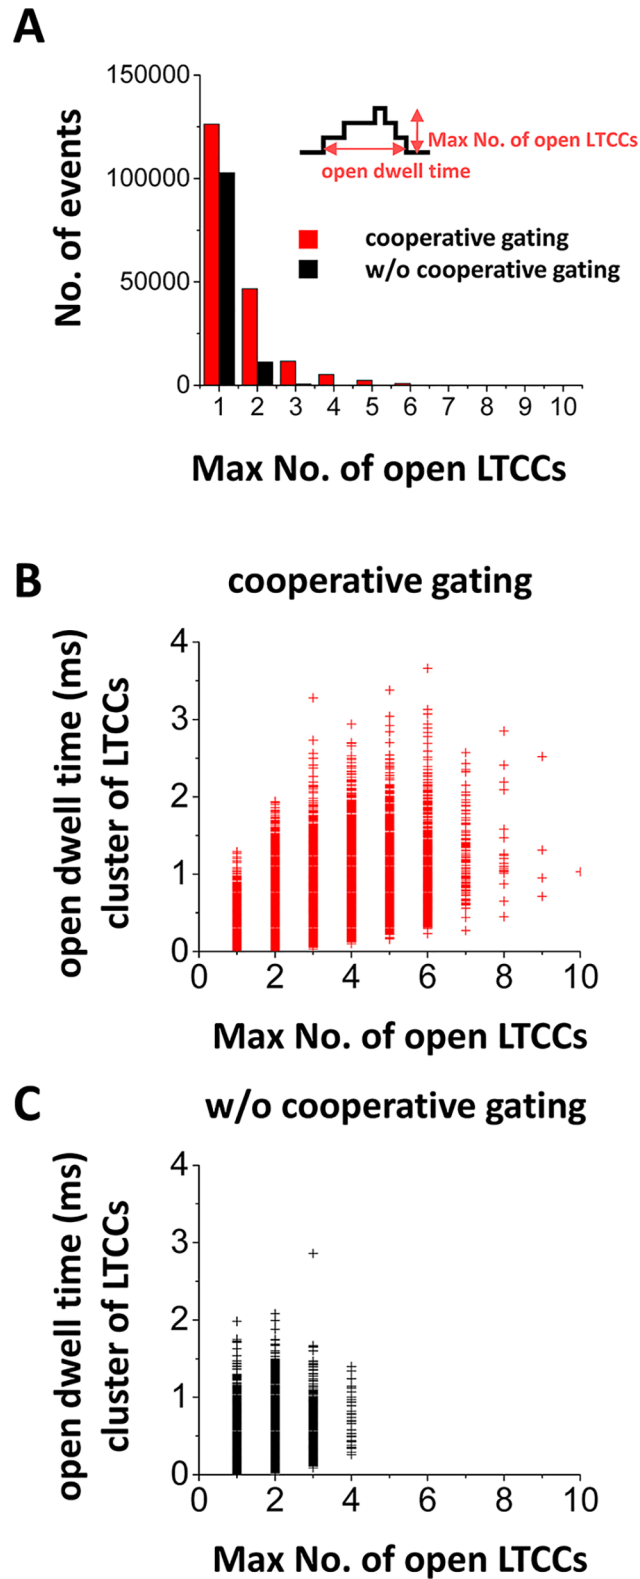 A
150000
100000
50000
0
No. of events
Max No. of open LTCCs
open dwell time
cooperative gating
w/o cooperative gating
1 2 3 4 5 6 7 8 9 10
Max No. of open LTCCs
B
cooperative gating
open dwell time (ms)
cluster of LTCCs
4
3
2
1
0
0 2 4 6 8 10
Max No. of open LTCCs
C
w/o cooperative gating
open dwell time (ms)
cluster of LTCCs
4
3
2
1
0
0 2 4 6 8 10
Max No. of open LTCCs